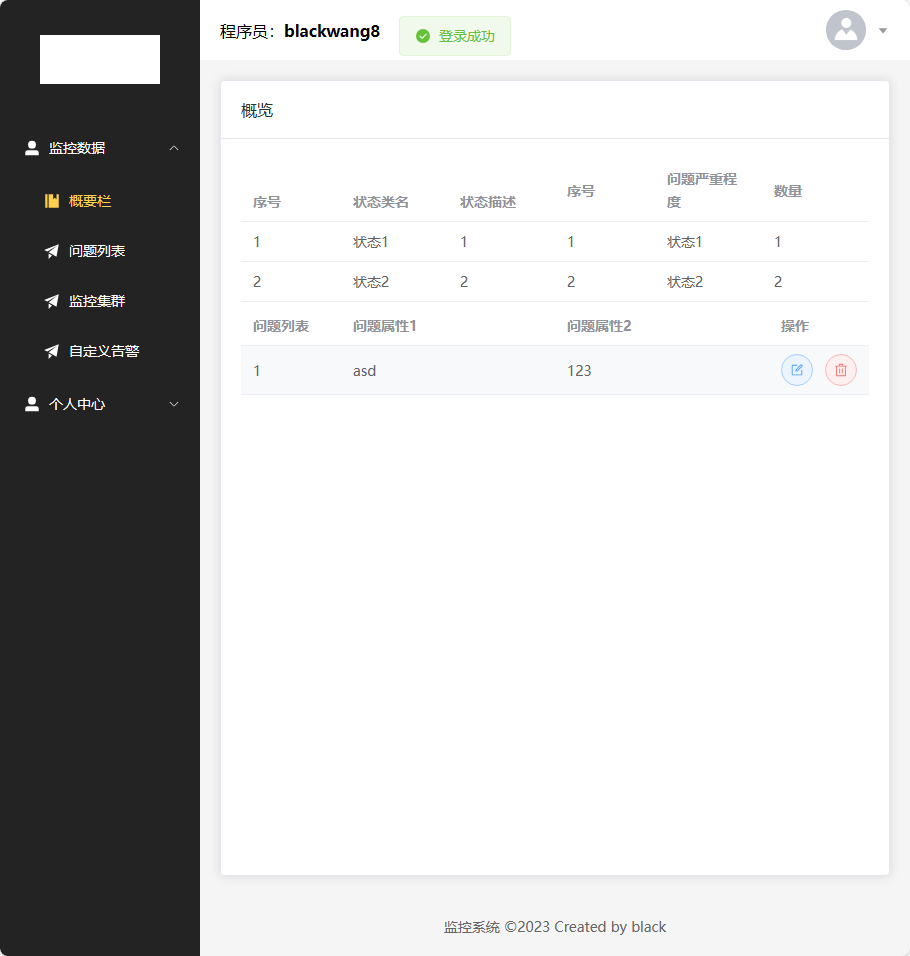 程序员：blackwang8
登录成功
监控数据
概要栏
问题列表
监控集群
自定义告警
个人中心
概览
序号 状态类名 状态描述
1 状态1 1
2 状态2 2
序号 问题严重程
度 数量
1 状态1 1
2 状态2 2
问题列表 问题属性1 问题属性2 操作
1 asd 123
监控系统 ©2023 Created by black